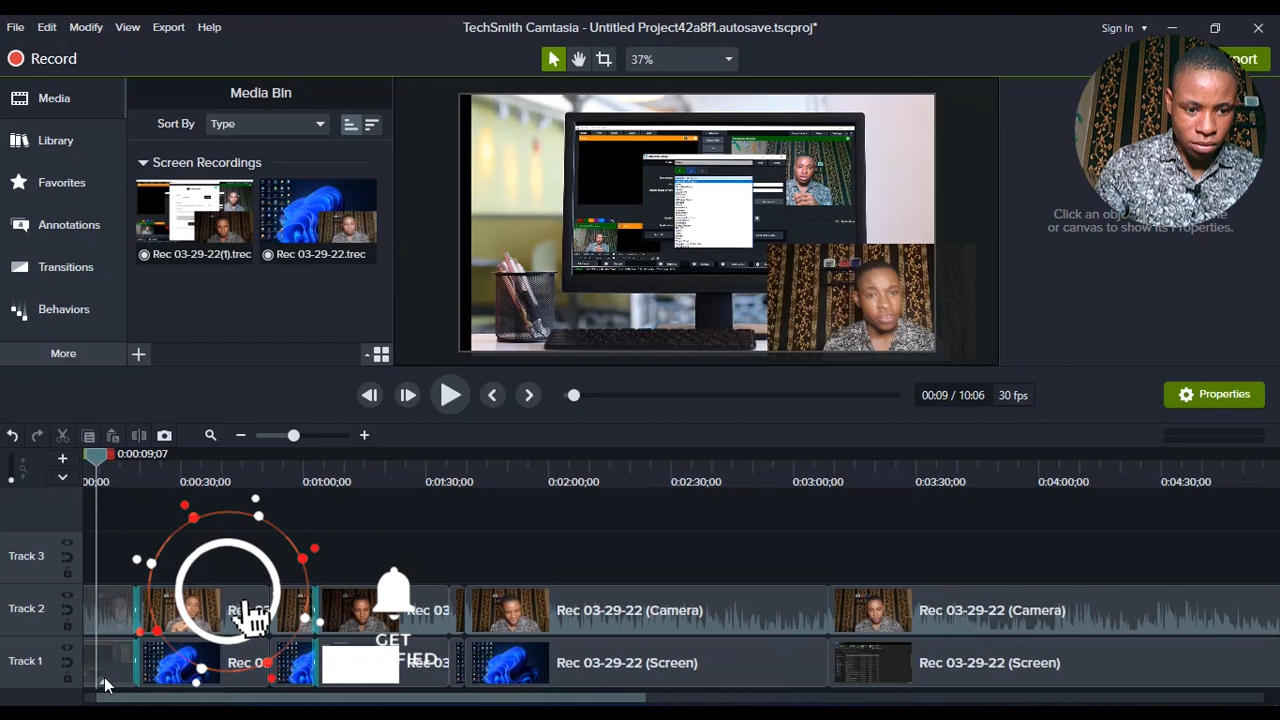 File Edit Modify View Share Export Help
TechSmith Camtasia - Untitled Project42a8f1.autosave.tscproj*
Sign In
Record
37%
port
Media
Library
Favorites
Annotations
Transitions
Behaviors
More
Media Bin
Sort By Type
Screen Recordings
Rec 03-29-22(1).trec
Rec 03-29-22.trec
Click an obj
or canvas to show its Properties.
00:09 / 10:06 30 fps
Properties
0:00:09;07
00:00 0:00:30;00 0:01:00;00 0:01:30;00 0:02:00;00 0:02:30;00 0:03:00;00 0:03:30;00 0:04:00;00 0:04:30;00
Track 3
Track 2
Rec 03-29-22 (Camera)
Rec 03-29-22 (Camera)
GET
Track 1
Rec 03-29-22 (Screen)
Rec 03-29-22 (Screen)